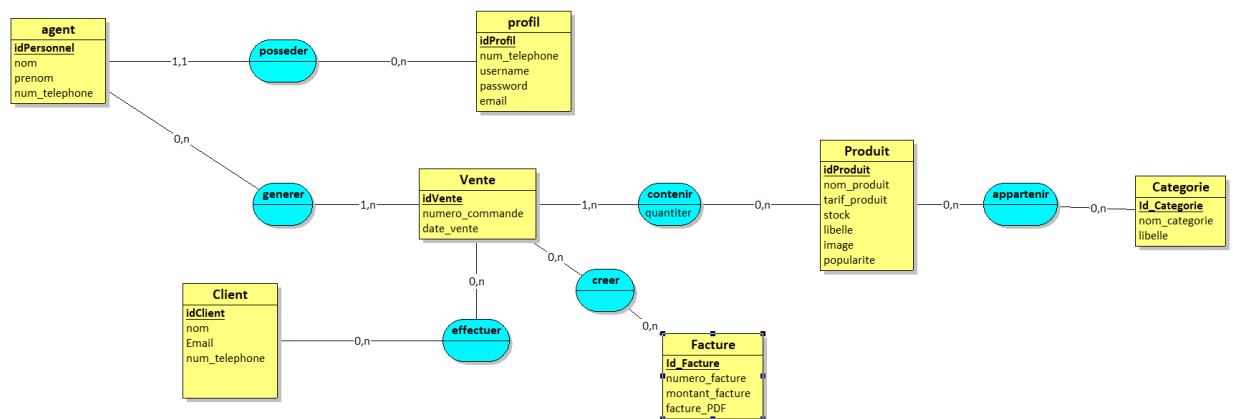 agent
idPersonnel
nom
prenom
num_telephone
1,1
posseder
0,n
profil
idProfil
num_telephone
username
password
email
0,n
generer
1,n
Vente
idVente
numero_commande
date_vente
1,n
contenir
quantiter
0,n
Produit
idProduit
nom_produit
tarif_produit
stock
libelle
image
popularite
0,n
appartenir
0,n
Categorie
Id_Categorie
nom_categorie
libelle
0,n
creer
0,n
Facture
Id_Facture
numero_facture
montant_facture
facture_PDF
0,n
effectuer
0,n
Client
idClient
nom
Email
num_telephone